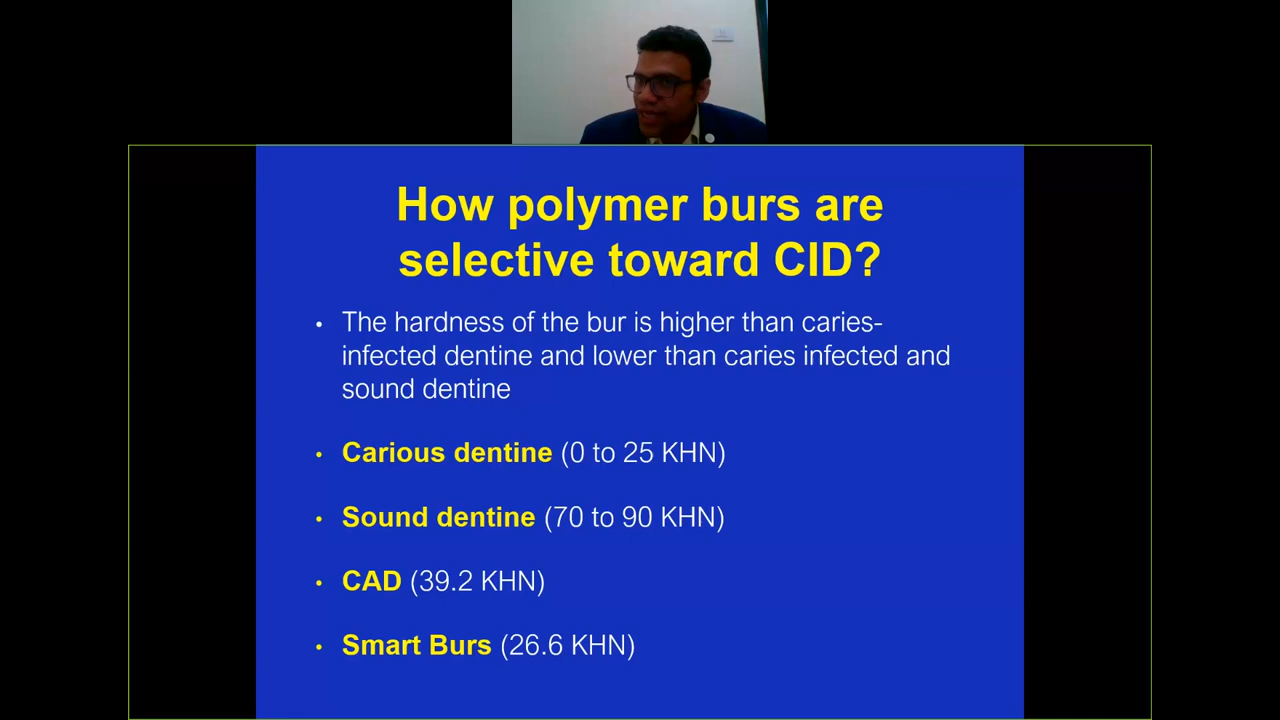 How polymer burs are
selective toward CID?
• The hardness of the bur is higher than caries-
infected dentine and lower than caries infected and
sound dentine
• Carious dentine (0 to 25 KHN)
• Sound dentine (70 to 90 KHN)
• CAD (39.2 KHN)
• Smart Burs (26.6 KHN)